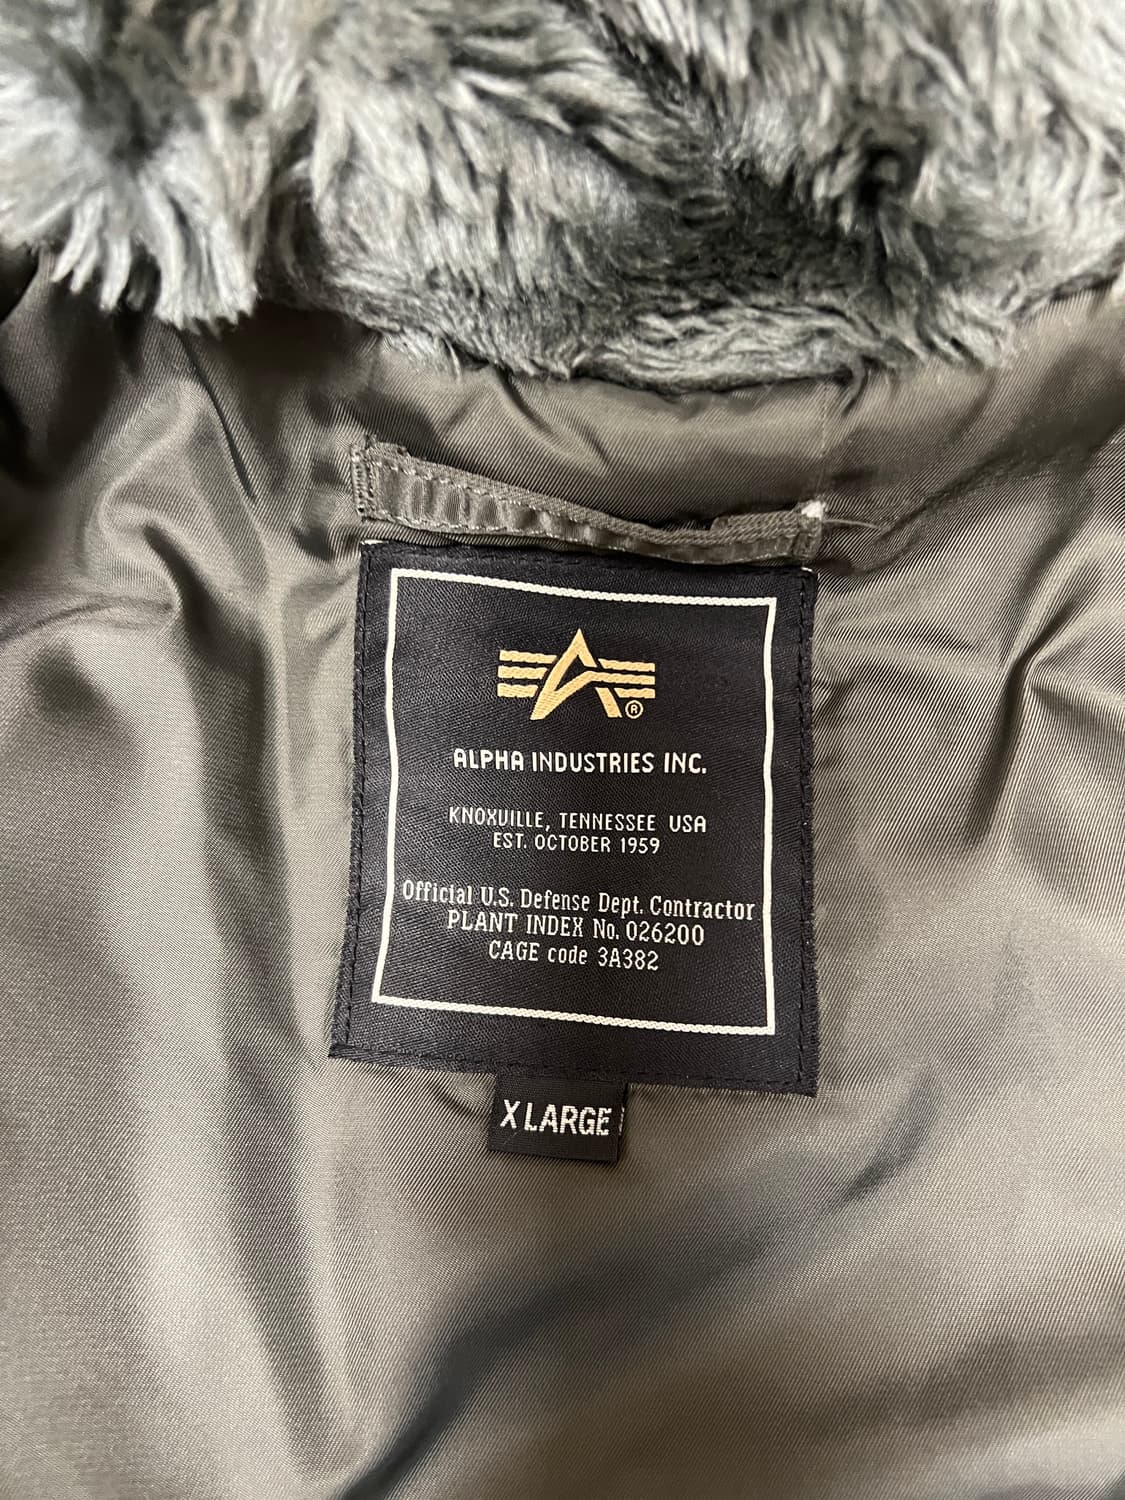 ®
ALPHA INDUSTRIES INC.
KNOXVILLE, TENNESSEE USA
EST. OCTOBER 1959
Official U.S. Defense Dept. Contractor
PLANT INDEX No. 026200
CAGE code 3A382
X LARGE